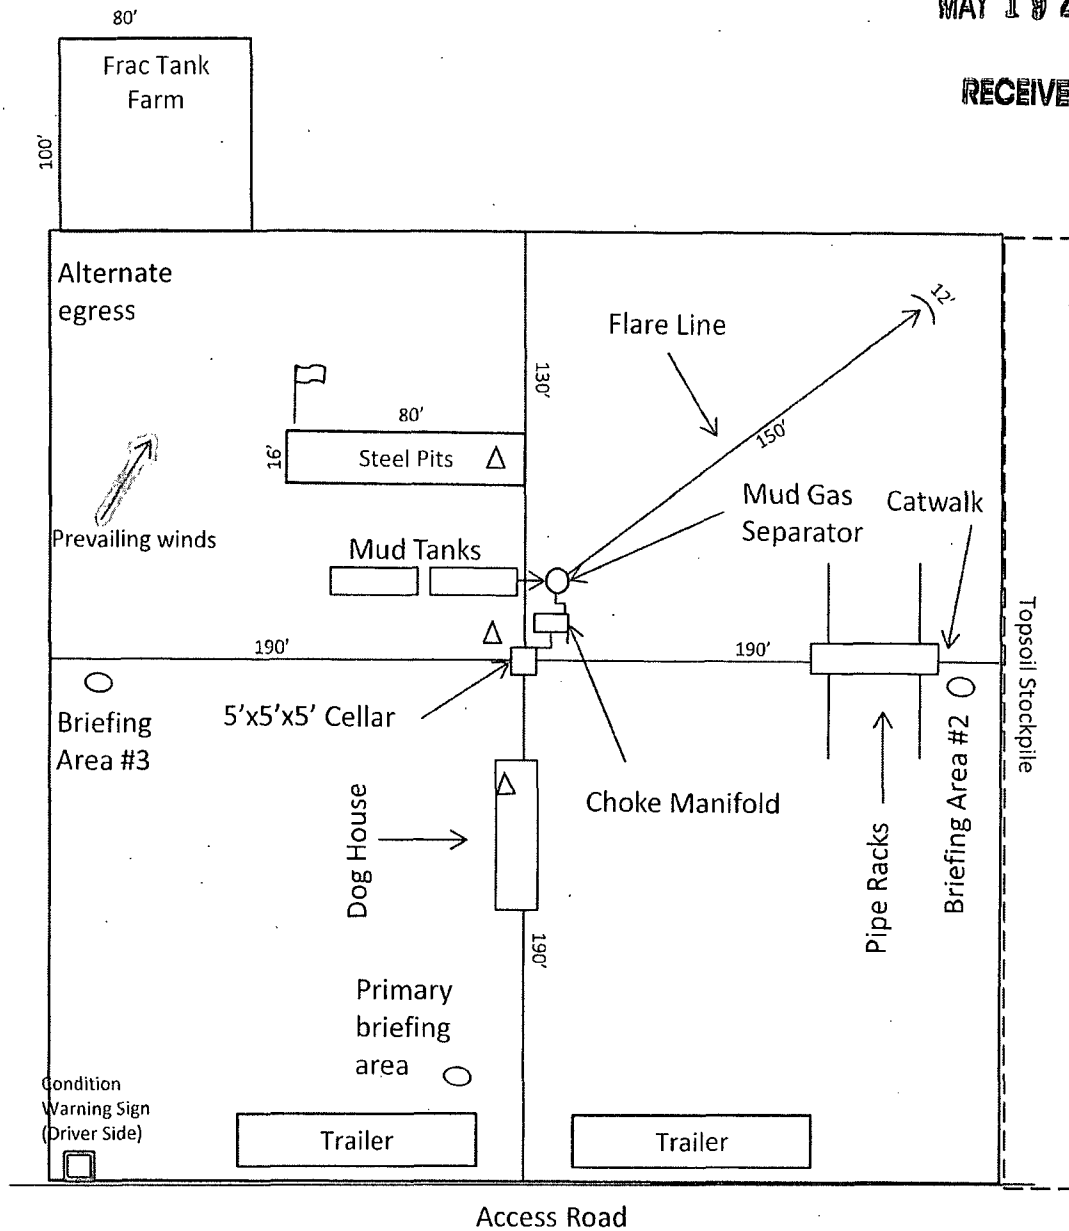 80'
MAY 19
Frac Tank
Farm
100'
Alternate
egress
12'
Flare Line
130'
80'
16'
Steel Pits
150'
Mud Gas
Separator
Catwalk
Prevailing winds
Mud Tanks
Topsoil Stockpile
190'
190'
5'x5'x5' Cellar
Briefing
Area #3
Briefing Area #2
Choke Manifold
Dog House
Pipe Racks
190'
Primary
briefing
area
Condition
Warning Sign
(Driver Side)
Trailer
Trailer
Access Road